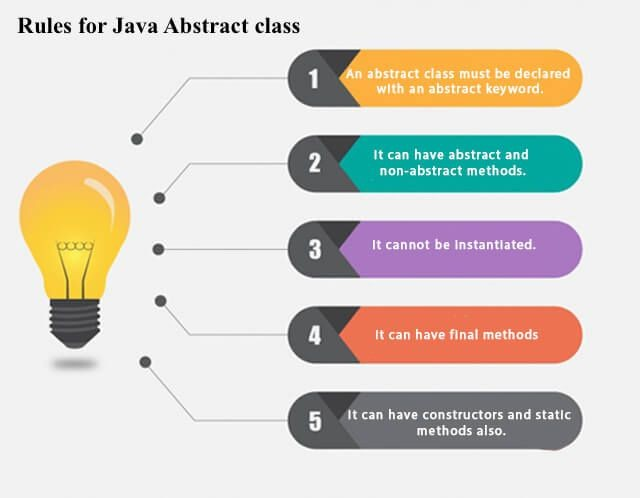 Rules for Java Abstract class
1
An abstract class must be declared
with an abstract keyword.
2
It can have abstract and
non-abstract methods.
3
It cannot be instantiated.
4
It can have final methods
5
It can have constructors and static
methods also.